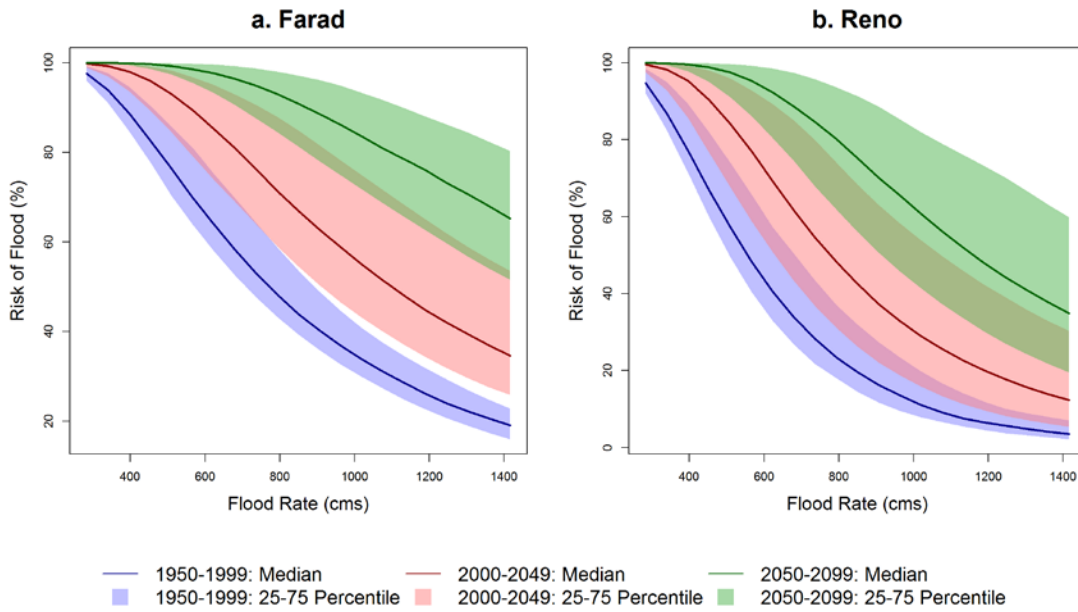 a. Farad
b. Reno
Risk of Flood (%)
100
80
60
40
20
400 600 800 1000 1200 1400
Flood Rate (cms)
Risk of Flood (%)
100
80
60
40
20
0
400 600 800 1000 1200 1400
Flood Rate (cms)
1950-1999: Median 2000-2049: Median 2050-2099: Median
1950-1999: 25-75 Percentile 2000-2049: 25-75 Percentile 2050-2099: 25-75 Percentile